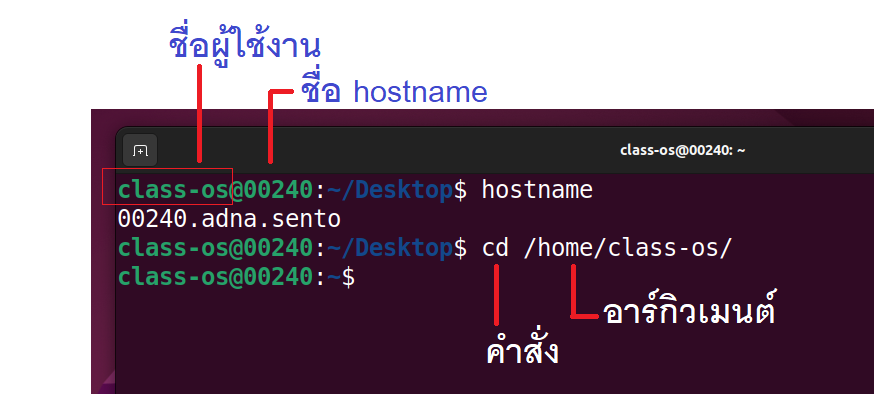 ชื่อผู้ใช้งาน
ชื่อ hostname
class-os@00240: ~
class-os@00240:~/Desktop$ hostname
00240.adna.sento
class-os@00240:~/Desktop$ cd /home/class-os/
class-os@00240:~$
อาร์กิวเมนต์
คำสั่ง